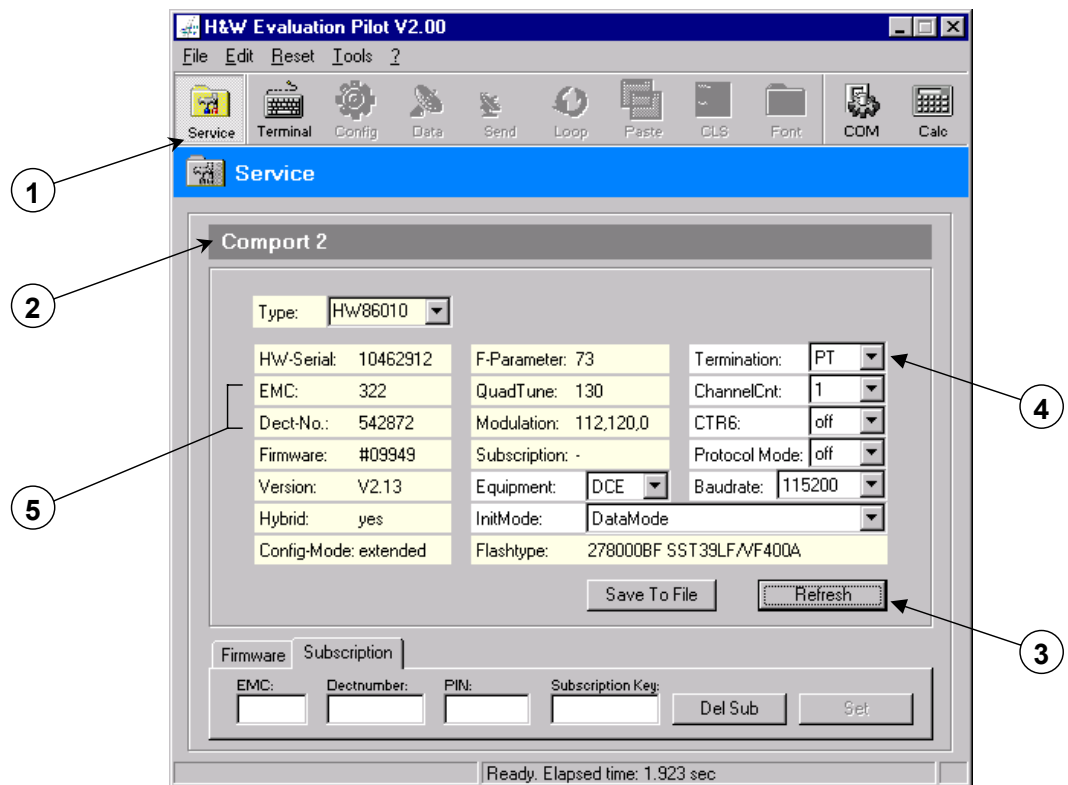 H&W Evaluation Pilot V2.00
File Edit Reset Tools ?
Service Terminal Config Data Send Loop Paste CLS Font COM Calc
1
Service
Comport 2
2
Type: HW86010
HW-Serial: 10462912 F-Parameter: 73 Termination: PT
EMC: 322 QuadTune: 130 ChannelCnt: 1
4
Dect-No.: 542872 Modulation: 112,120,0 CTR6: off
Firmware: #09949 Subscription: - Protocol Mode: off
5
Version: V2.13 Equipment: DCE Baudrate: 115200
Hybrid: yes InitMode: DataMode
Config-Mode: extended Flashtype: 278000BF SST39LF/VF400A
Save To File Refresh
3
Firmware Subscription
EMC: Dectnumber: PIN: Subscription Key:
Del Sub Set
Ready. Elapsed time: 1.923 sec